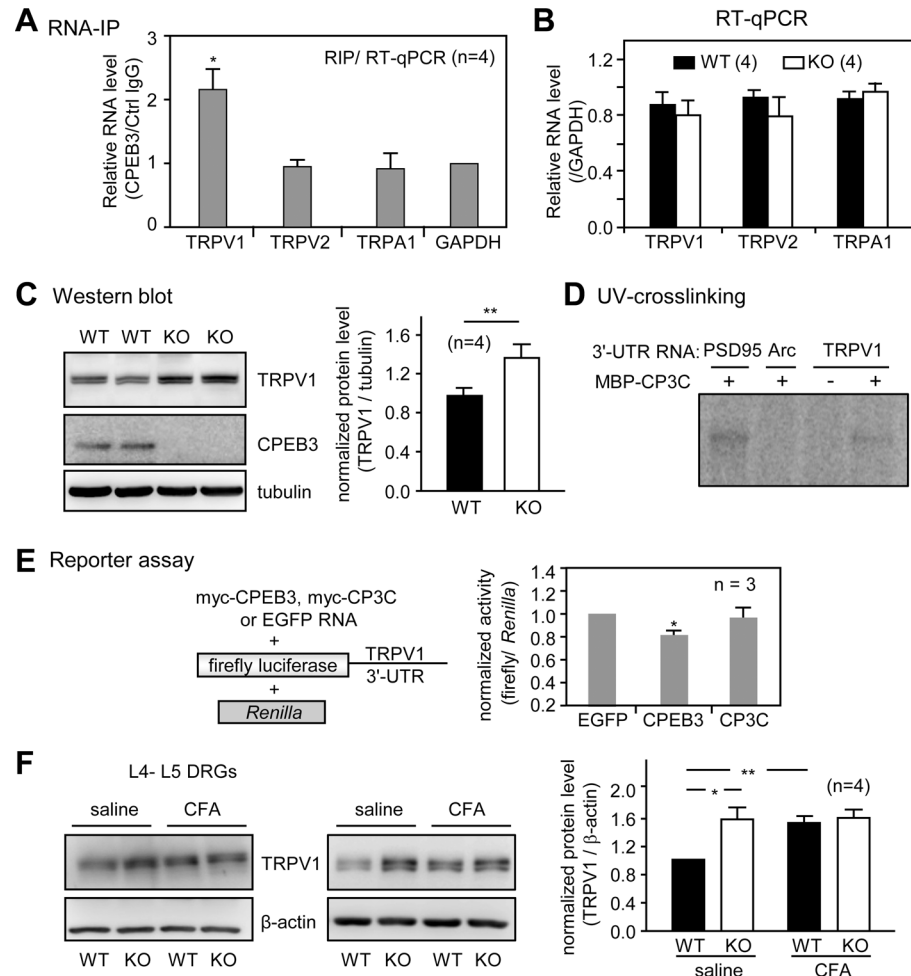 A RNA-IP
Relative RNA level
(CPEB3/Ctrl IgG)
3
2
1
0
RIP/ RT-qPCR (n=4)
*
TRPV1 TRPV2 TRPA1 GAPDH
B RT-qPCR
Relative RNA level
(/GAPDH)
1.2
0.8
0.4
0.0
WT (4) KO (4)
TRPV1 TRPV2 TRPA1
C Western blot
WT WT KO KO
TRPV1
CPEB3
tubulin
normalized protein level
(TRPV1 / tubulin)
1.6
1.2
0.8
0.4
0.0
**
(n=4)
WT KO
D UV-crosslinking
3'-UTR RNA: PSD95 Arc TRPV1
MBP-CP3C + + - +
E Reporter assay
myc-CPEB3, myc-CP3C
or EGFP RNA
+
firefly luciferase TRPV1
3'-UTR
+
Renilla
normalized activity
(firefly/ Renilla)
1.4
1.2
1.0
0.8
0.6
0.4
0.2
n = 3
*
EGFP CPEB3 CP3C
F L4- L5 DRGs
saline CFA
TRPV1
β-actin
WT KO WT KO
saline CFA
WT KO WT KO
normalized protein level
(TRPV1 / β-actin)
2.0
1.6
1.2
0.8
0.4
0.0
**
*
(n=4)
WT KO WT KO
saline CFA